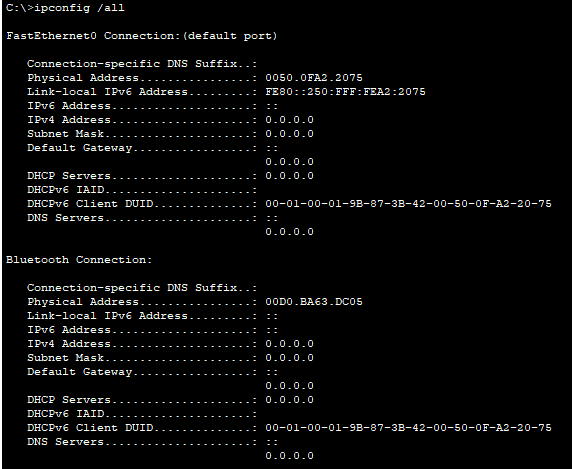 C:\>ipconfig /all
FastEthernet0 Connection:(default port)
Connection-specific DNS Suffix..:
Physical Address................: 0050.0FA2.2075
Link-local IPv6 Address.........: FE80::250:FFF:FEA2:2075
IPv6 Address....................: ::
IPv4 Address....................: 0.0.0.0
Subnet Mask.....................: 0.0.0.0
Default Gateway.................: ::
0.0.0.0
DHCP Servers....................: 0.0.0.0
DHCPv6 IAID.....................:
DHCPv6 Client DUID..............: 00-01-00-01-9B-87-3B-42-00-50-0F-A2-20-75
DNS Servers.....................: ::
0.0.0.0
Bluetooth Connection:
Connection-specific DNS Suffix..:
Physical Address................: 00D0.BA63.DC05
Link-local IPv6 Address.........: ::
IPv6 Address....................: ::
IPv4 Address....................: 0.0.0.0
Subnet Mask.....................: 0.0.0.0
Default Gateway.................: ::
0.0.0.0
DHCP Servers....................: 0.0.0.0
DHCPv6 IAID.....................:
DHCPv6 Client DUID..............: 00-01-00-01-9B-87-3B-42-00-50-0F-A2-20-75
DNS Servers.....................: ::
0.0.0.0